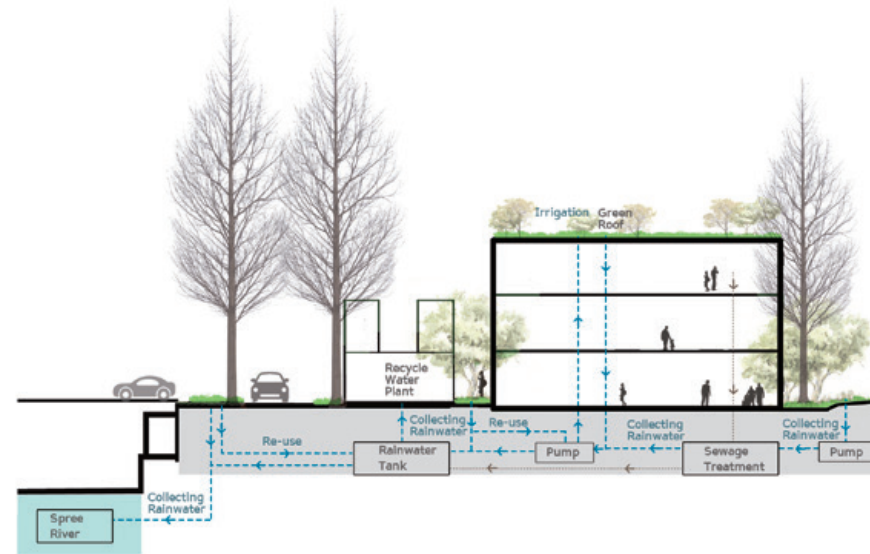 Irrigation
Green
Roof
Recycle
Water
Plant
Collecting
Rainwater
Re-use
Collecting
Rainwater
Collecting
Rainwater
Re-use
Rainwater
Tank
Pump
Sewage
Treatment
Pump
Collecting
Rainwater
Spree
River